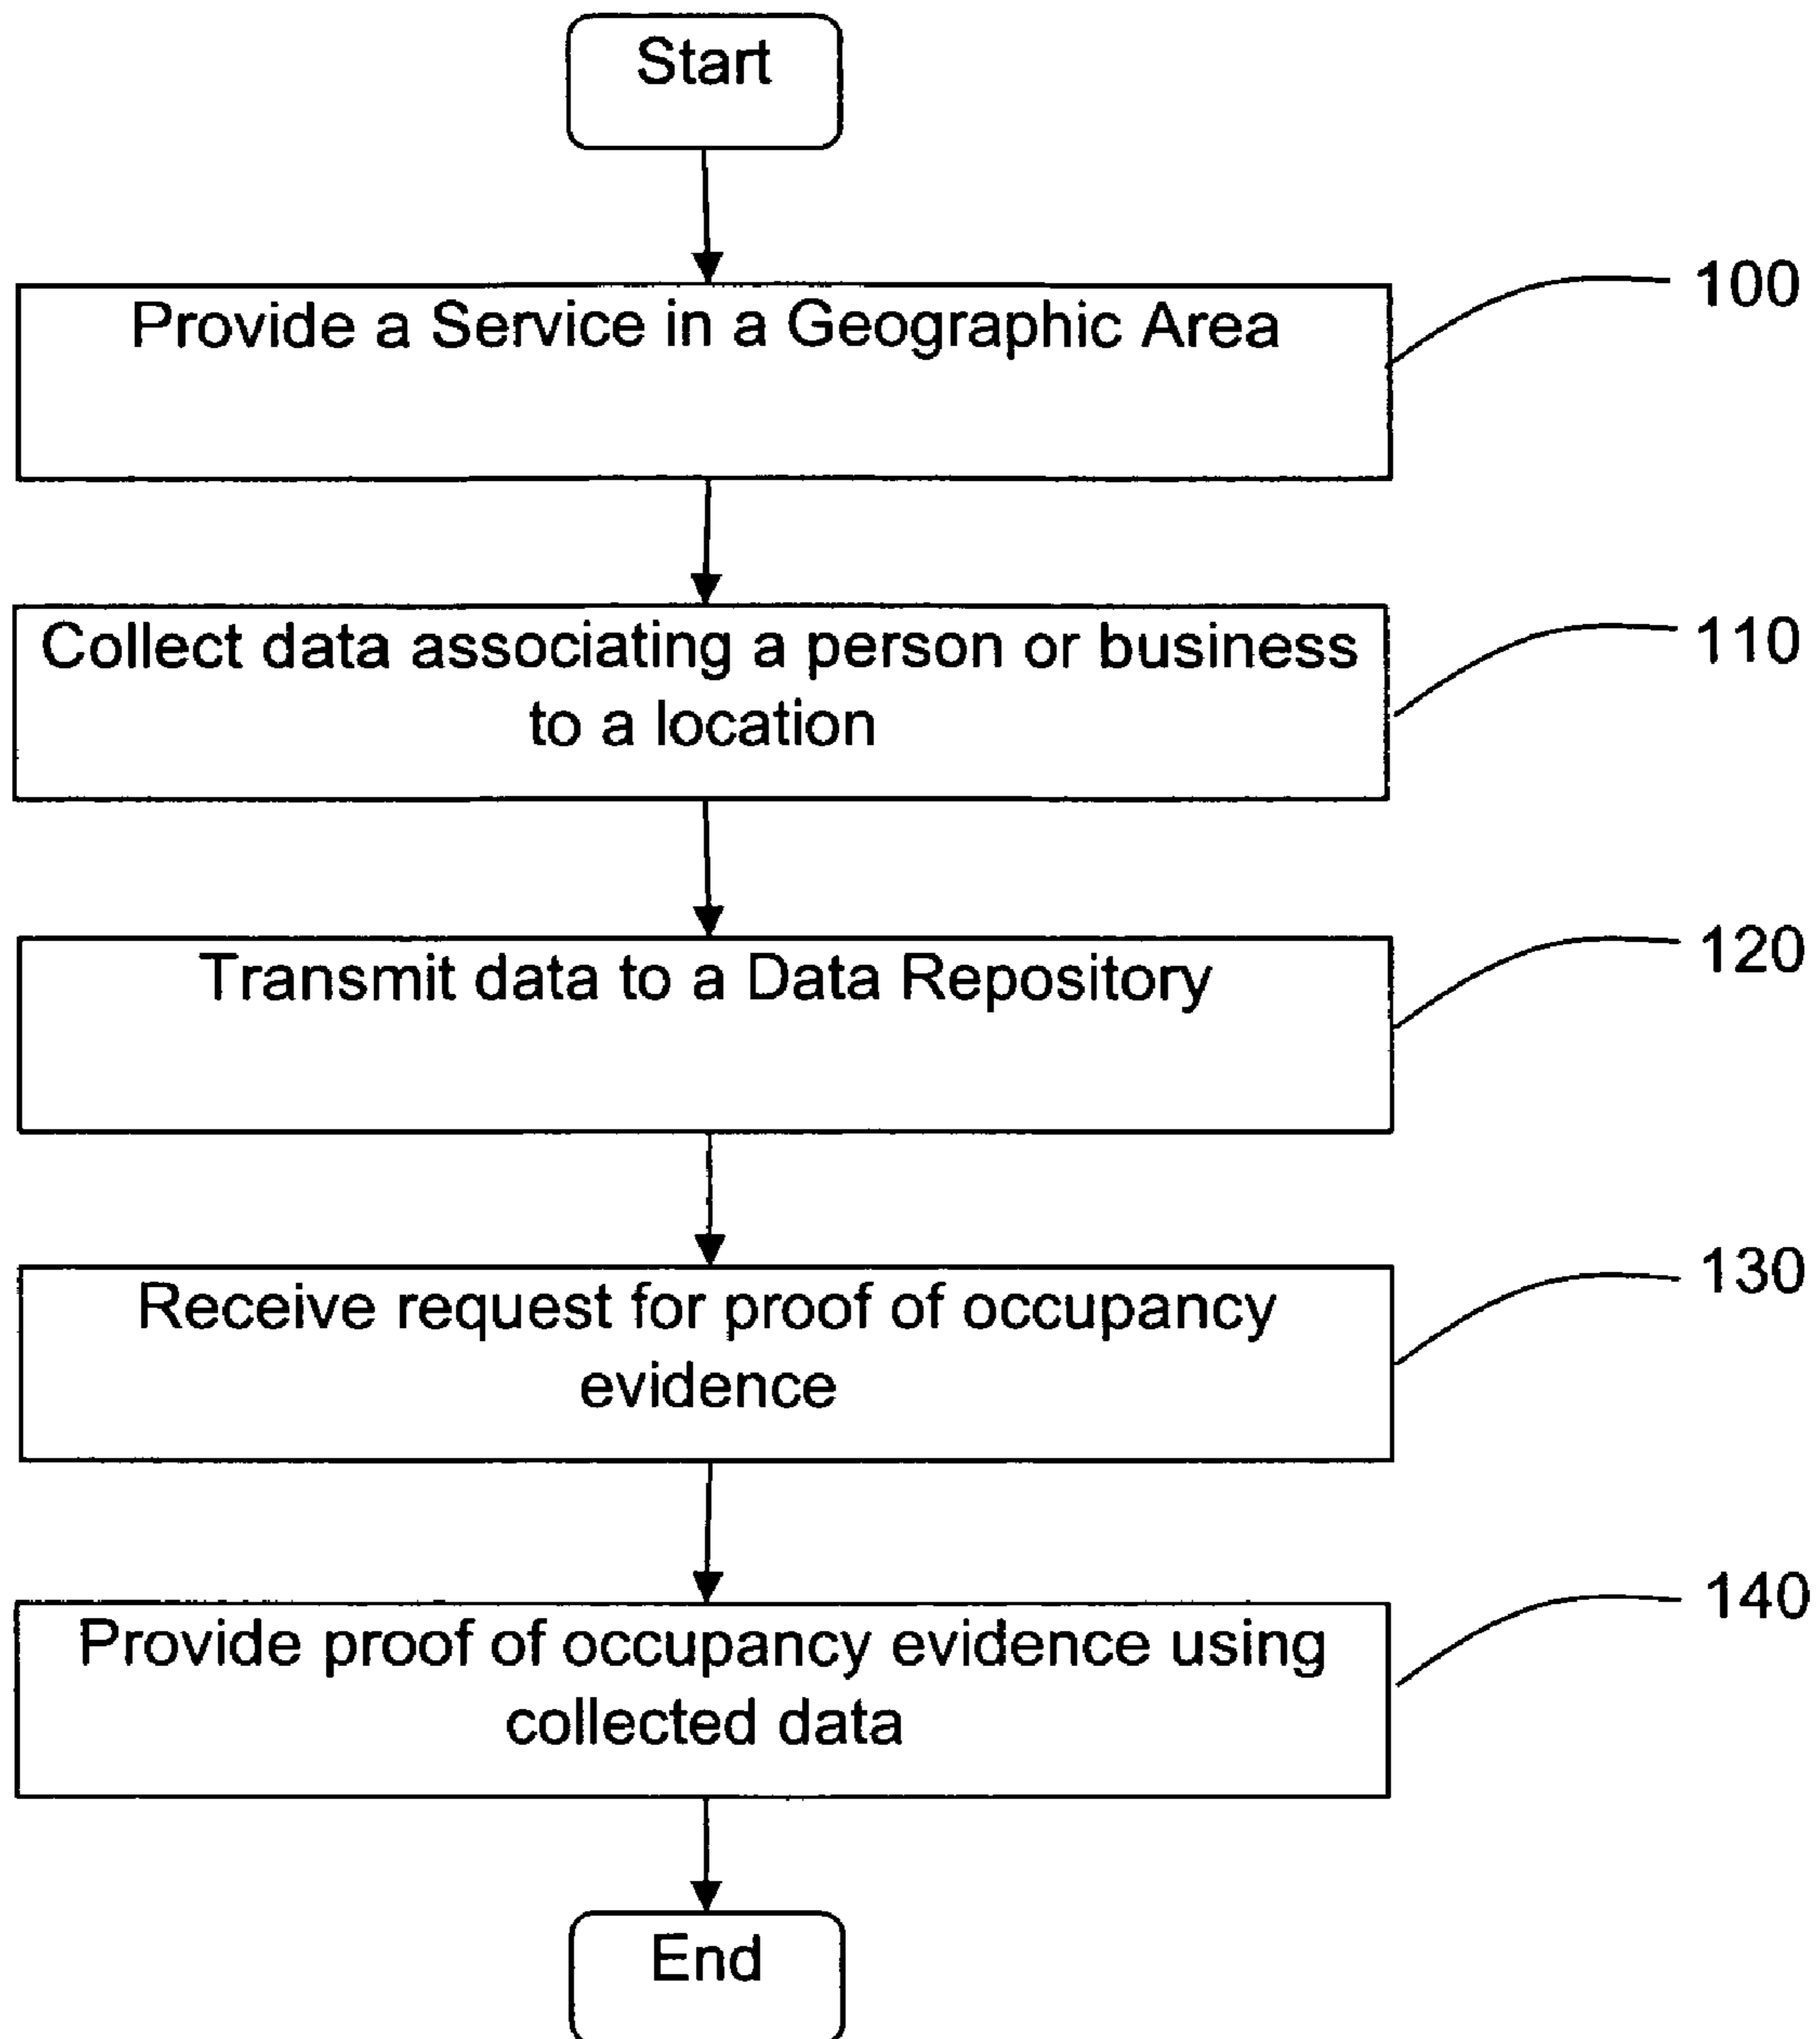 Start
100
Provide a Service in a Geographic Area
110
Collect data associating a person or business
to a location
120
Transmit data to a Data Repository
130
Receive request for proof of occupancy
evidence
140
Provide proof of occupancy evidence using
collected data
End